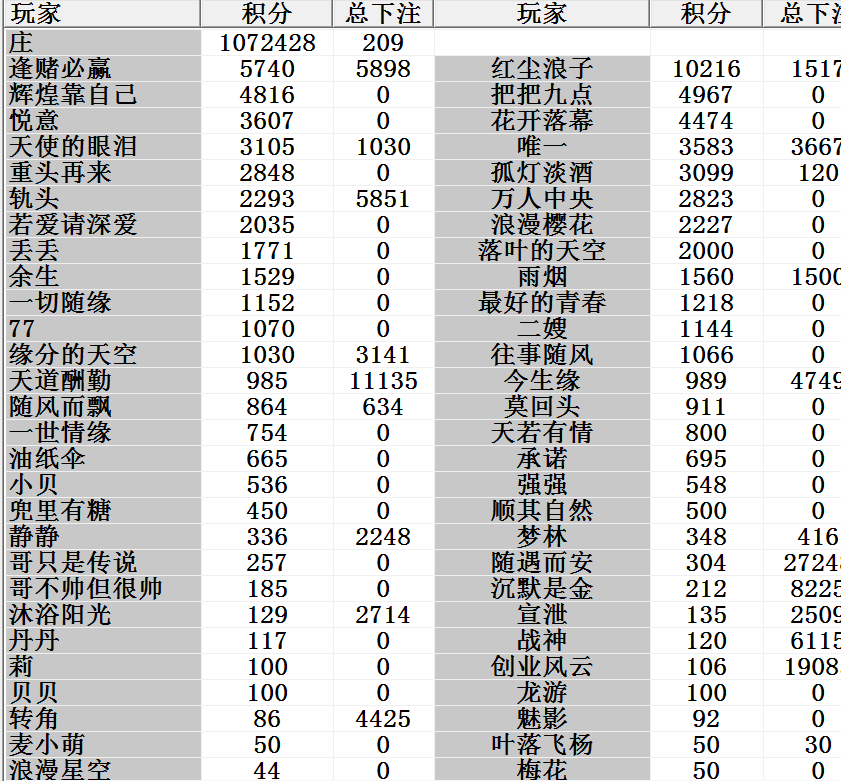 玩家 积分 总下注 玩家 积分 总下注
庄 1072428 209
逢赌必赢 5740 5898 红尘浪子 10216 1517
辉煌靠自己 4816 0 把把九点 4967 0
悦意 3607 0 花开落幕 4474 0
天使的眼泪 3105 1030 唯一 3583 3667
重头再来 2848 0 孤灯淡酒 3099 120
轨头 2293 5851 万人中央 2823 0
若爱请深爱 2035 0 浪漫樱花 2227 0
丢丢 1771 0 落叶的天空 2000 0
余生 1529 0 雨烟 1560 1500
一切随缘 1152 0 最好的青春 1218 0
77 1070 0 二嫂 1144 0
缘分的天空 1030 3141 往事随风 1066 0
天道酬勤 985 11135 今生缘 989 4749
随风而飘 864 634 莫回头 911 0
一世情缘 754 0 天若有情 800 0
油纸伞 665 0 承诺 695 0
小贝 536 0 强强 548 0
兜里有糖 450 0 顺其自然 500 0
静静 336 2248 梦林 348 416
哥只是传说 257 0 随遇而安 304 2724
哥不帅但很帅 185 0 沉默是金 212 8225
沐浴阳光 129 2714 宣泄 135 2509
丹丹 117 0 战神 120 6115
莉 100 0 创业风云 106 1908
贝贝 100 0 龙游 100 0
转角 86 4425 魅影 92 0
麦小萌 50 0 叶落飞杨 50 30
浪漫星空 44 0 梅花 50 0